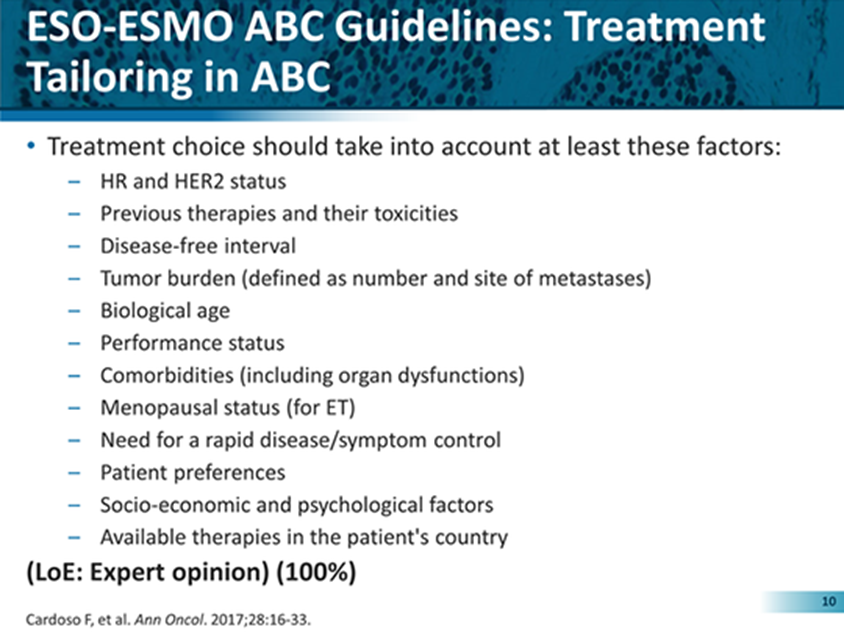 ESO-ESMO ABC Guidelines: Treatment
Tailoring in ABC
• Treatment choice should take into account at least these factors:
– HR and HER2 status
– Previous therapies and their toxicities
– Disease-free interval
– Tumor burden (defined as number and site of metastases)
– Biological age
– Performance status
– Comorbidities (including organ dysfunctions)
– Menopausal status (for ET)
– Need for a rapid disease/symptom control
– Patient preferences
– Socio-economic and psychological factors
– Available therapies in the patient's country
(LoE: Expert opinion) (100%)
10
Cardoso F, et al. Ann Oncol. 2017;28:16-33.